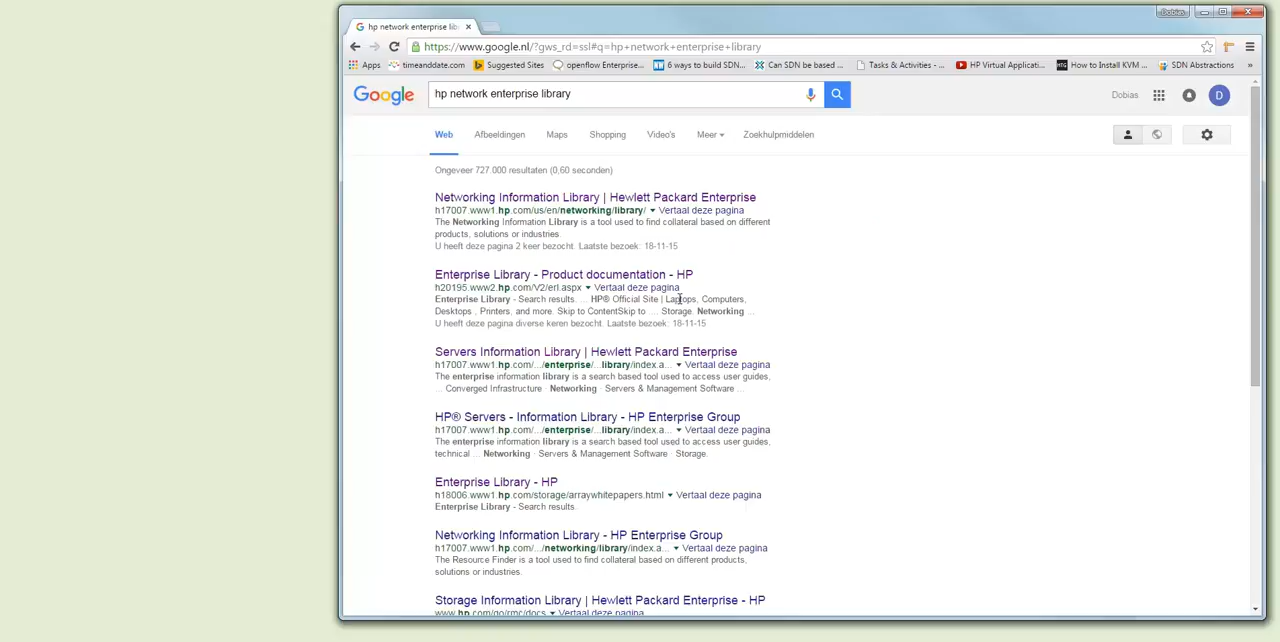 Dobias
hp network enterprise lib
https://www.google.nl/?gws_rd=ssl#q=hp+network+enterprise+library
Apps timeanddate.com Suggested Sites openflow Enterprise... 6 ways to build SDN... Can SDN be based ... Tasks & Activities - ... HP Virtual Applicati... How to Install KVM ... SDN Abstractions »
Google hp network enterprise library Dobias D
Web Afbeeldingen Maps Shopping Video's Meer Zoekhulpmiddelen
Ongeveer 727.000 resultaten (0,60 seconden)
Networking Information Library | Hewlett Packard Enterprise
h17007.www1.hp.com/us/en/networking/library/ Vertaal deze pagina
The Networking Information Library is a tool used to find collateral based on different
products, solutions or industries.
U heeft deze pagina 2 keer bezocht. Laatste bezoek: 18-11-15
Enterprise Library - Product documentation - HP
h20195.www2.hp.com/V2/erl.aspx Vertaal deze pagina
Enterprise Library - Search results. ... HP® Official Site | Laptops, Computers,
Desktops , Printers, and more. Skip to ContentSkip to .... Storage. Networking ...
U heeft deze pagina diverse keren bezocht. Laatste bezoek: 18-11-15
Servers Information Library | Hewlett Packard Enterprise
h17007.www1.hp.com/.../enterprise/...library/index.a... Vertaal deze pagina
The enterprise information library is a search based tool used to access user guides,
... Converged Infrastructure · Networking · Servers & Management Software ...
HP® Servers - Information Library - HP Enterprise Group
h17007.www1.hp.com/.../enterprise/...library/index.a... Vertaal deze pagina
The enterprise information library is a search based tool used to access user guides,
technical ... Networking · Servers & Management Software · Storage.
Enterprise Library - HP
h18006.www1.hp.com/storage/arraywhitepapers.html Vertaal deze pagina
Enterprise Library - Search results.
Networking Information Library - HP Enterprise Group
h17007.www1.hp.com/.../networking/library/index.a... Vertaal deze pagina
The Resource Finder is a tool used to find collateral based on different products,
solutions or industries.
Storage Information Library | Hewlett Packard Enterprise - HP
www.hp.com/go/rmc/docs Vertaal deze pagina